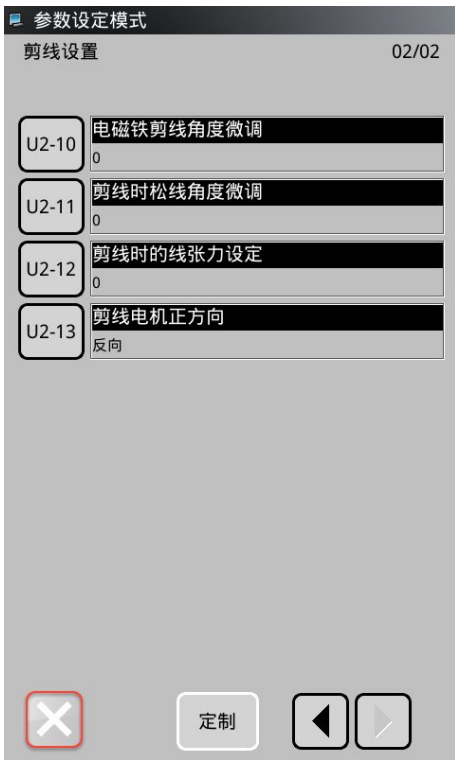 参数设定模式
剪线设置 02/02
U2-10 电磁铁剪线角度微调
0
U2-11 剪线时松线角度微调
0
U2-12 剪线时的线张力设定
0
U2-13 剪线电机正方向
反向
定制